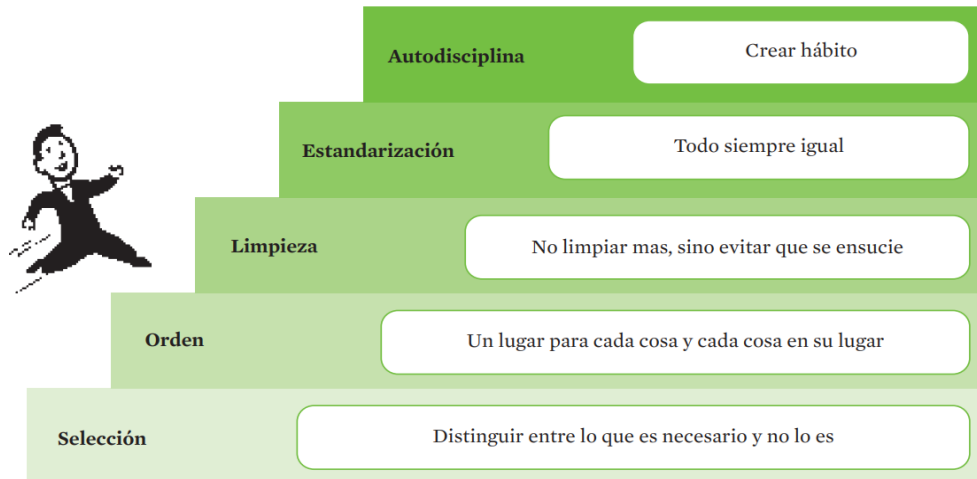 Autodisciplina
Crear hábito
Estandarización
Todo siempre igual
Limpieza
No limpiar mas, sino evitar que se ensucie
Orden
Un lugar para cada cosa y cada cosa en su lugar
Selección
Distinguir entre lo que es necesario y no lo es